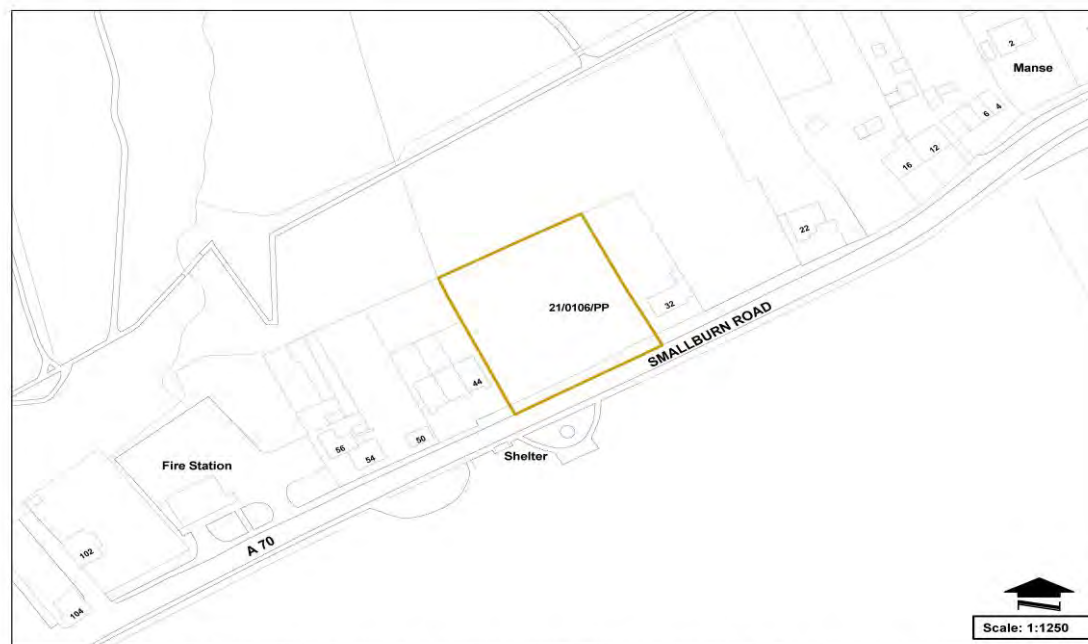 2
Manse
6
4
12
16
22
21/0106/PP
32
SMALLBURN ROAD
44
50
56
54
Shelter
Fire Station
A 70
102
104
N
Scale: 1:1250